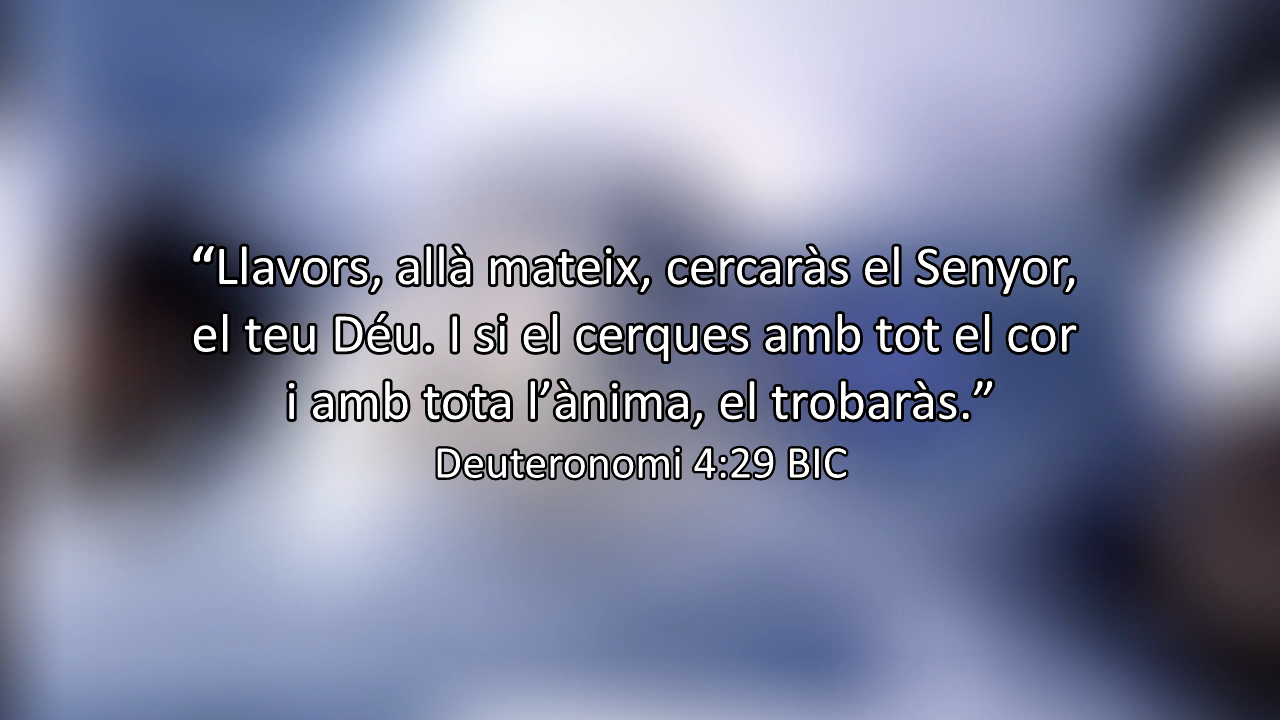 “Llavors, allà mateix, cercaràs el Senyor,
el teu Déu. I si el cerques amb tot el cor
i amb tota l’ànima, el trobaràs.”
Deuteronomi 4:29 BIC